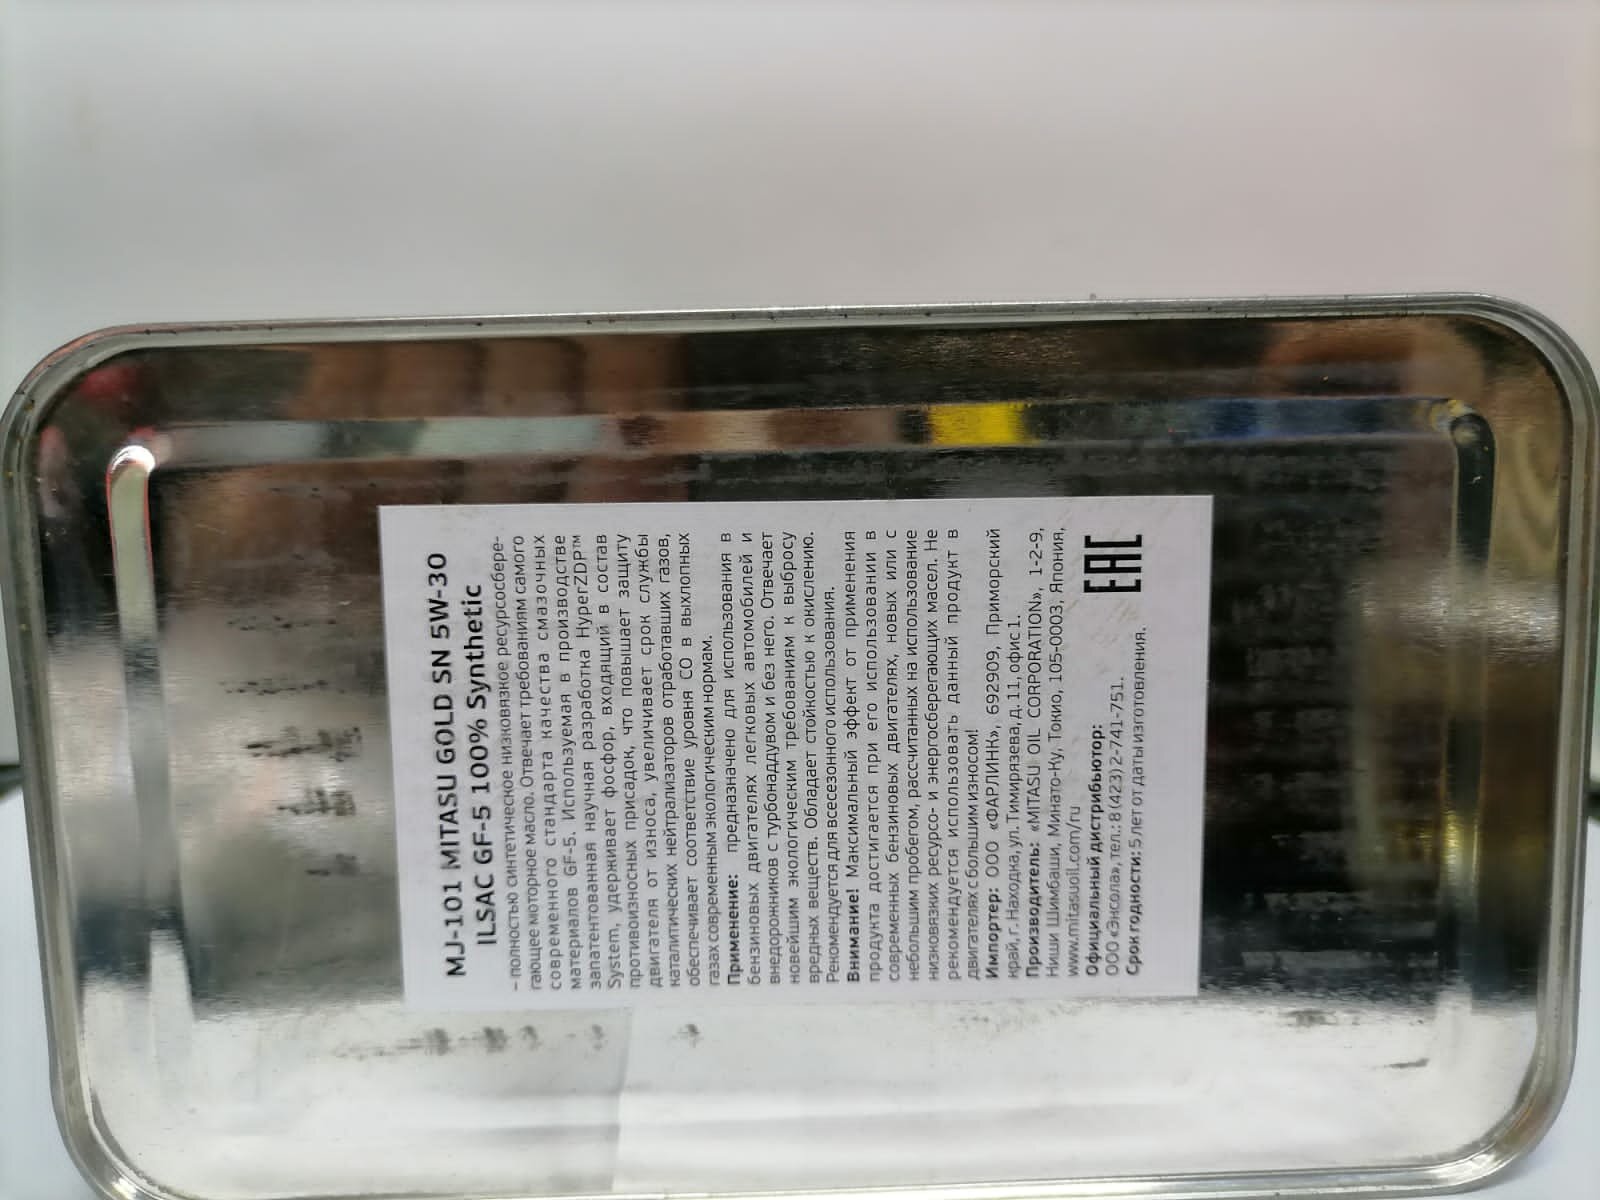 MJ-101 MITASU GOLD SN 5W-30
ILSAC GF-5 100% Synthetic
– полностью синтетическое низковязкое ресурсосбере-
гающее моторное масло. Отвечает требованиям самого
современного стандарта качества смазочных
материалов GF-5. Используемая в производстве
запатентованная научная разработка HyperZDP™
System, удерживает фосфор, входящий в состав
противоизносных присадок, что повышает защиту
двигателя от износа, увеличивает срок службы
каталитических нейтрализаторов отработавших газов,
обеспечивает соответствие уровня СО в выхлопных
газах современным экологическим нормам.
Применение: предназначено для использования в
бензиновых двигателях легковых автомобилей и
внедорожников с турбонаддувом и без него. Отвечает
новейшим экологическим требованиям к выбросу
вредных веществ. Обладает стойкостью к окислению.
Рекомендуется для всесезонного использования.
Внимание! Максимальный эффект от применения
продукта достигается при его использовании в
современных бензиновых двигателях, новых или с
небольшим пробегом, рассчитанных на использование
низковязких ресурсо- и энергосберегающих масел. Не
рекомендуется использовать данный продукт в
двигателях с большим износом!
Импортер: ООО «ФАРЛИНК», 692909, Приморский
край, г. Находка, ул. Тимирязева, д. 11, офис 1.
Производитель: «MITASU OIL CORPORATION», 1-2-9,
Ниши Шимбаши, Минато-Ку, Токио, 105-0003, Япония,
www.mitasuoil.com/ru
Официальный дистрибьютор:
ООО «Энсола», тел.: 8 (423) 2-741-751.
Срок годности: 5 лет от даты изготовления.
EAC